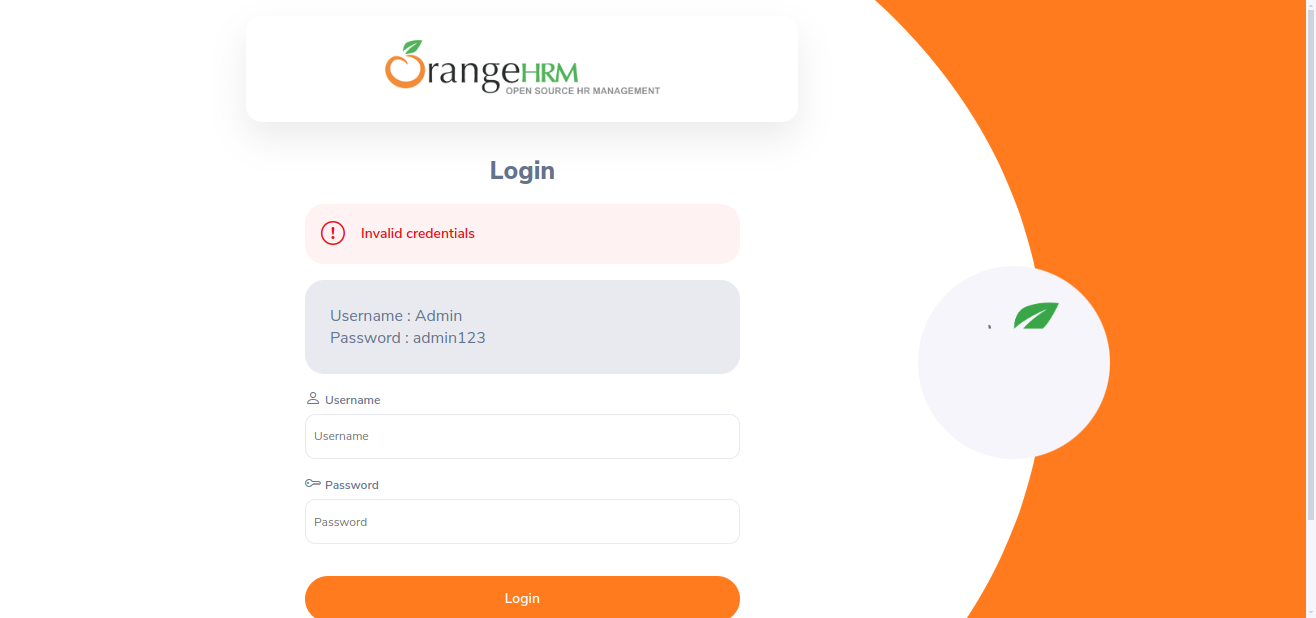 OrangeHRM
OPEN SOURCE HR MANAGEMENT
Login
Invalid credentials
Username : Admin
Password : admin123
Username
Username
Password
Password
Login